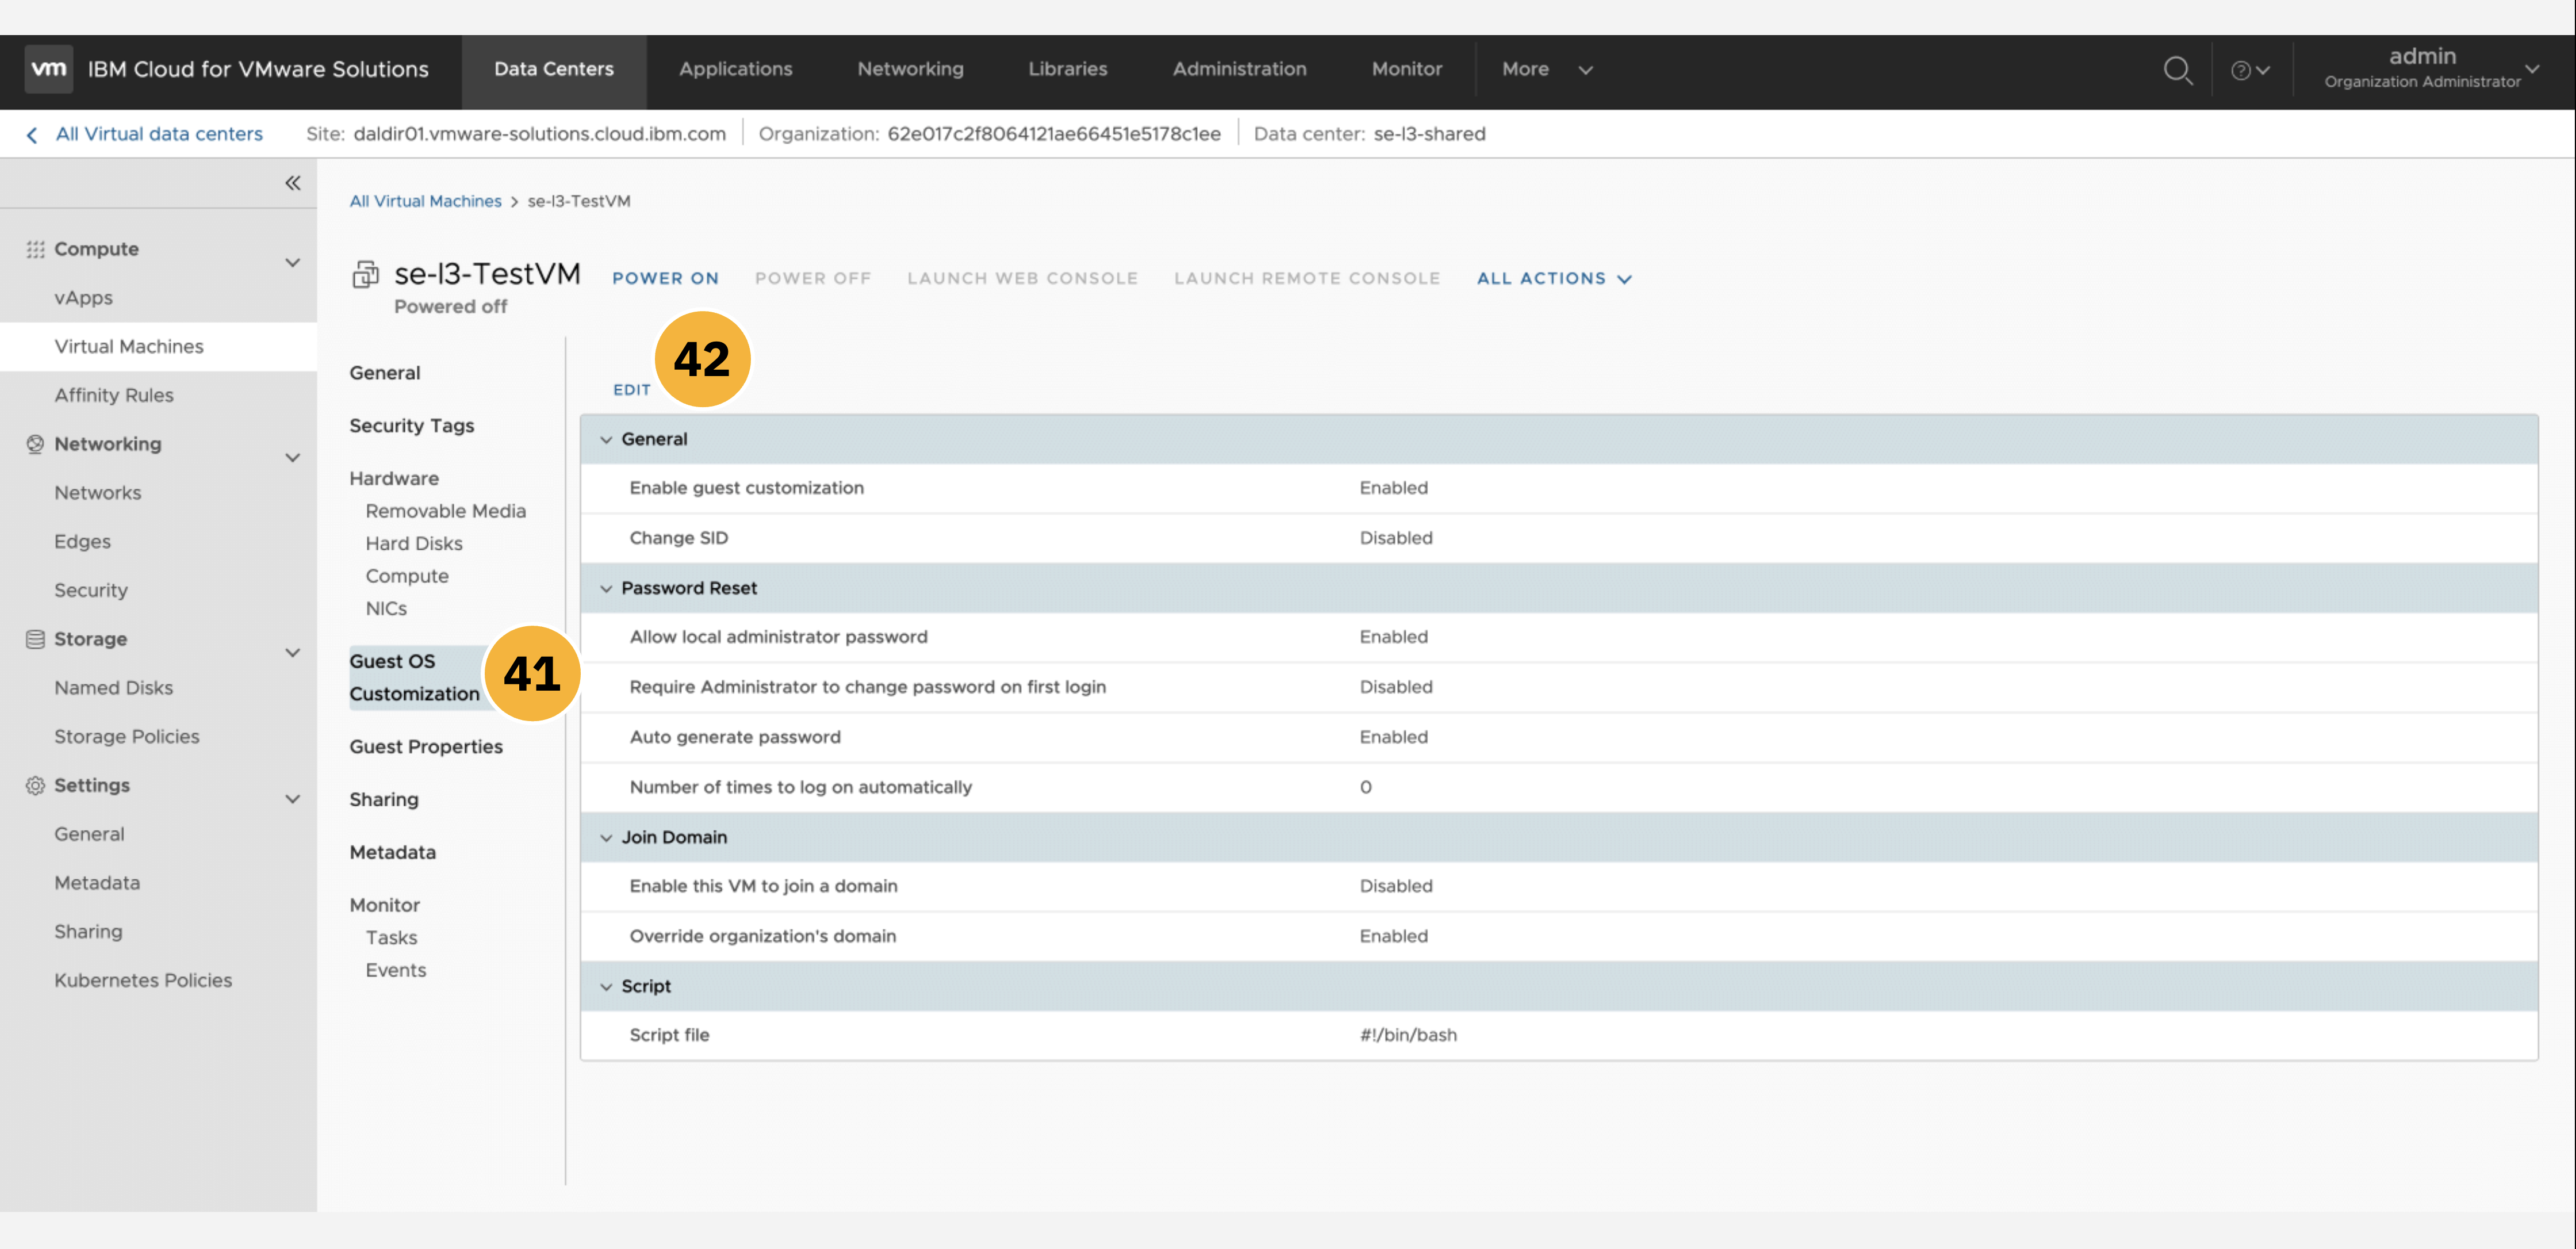 vm IBM Cloud for VMware Solutions Data Centers Applications Networking Libraries Administration Monitor More admin
Organization Administrator
All Virtual data centers Site: daldir01.vmware-solutions.cloud.ibm.com Organization: 62e017c2f8064121ae66451e5178c1ee Data center: se-l3-shared
Compute
vApps
Virtual Machines
Affinity Rules
Networking
Networks
Edges
Security
Storage
Named Disks
Storage Policies
Settings
General
Metadata
Sharing
Kubernetes Policies
All Virtual Machines > se-l3-TestVM
se-l3-TestVM POWER ON POWER OFF LAUNCH WEB CONSOLE LAUNCH REMOTE CONSOLE ALL ACTIONS
Powered off
General
Security Tags
Hardware
Removable Media
Hard Disks
Compute
NICs
Guest OS
Customization
41
Guest Properties
Sharing
Metadata
Monitor
Tasks
Events
42
EDIT
General
Enable guest customization Enabled
Change SID Disabled
Password Reset
Allow local administrator password Enabled
Require Administrator to change password on first login Disabled
Auto generate password Enabled
Number of times to log on automatically 0
Join Domain
Enable this VM to join a domain Disabled
Override organization's domain Enabled
Script
Script file #!/bin/bash